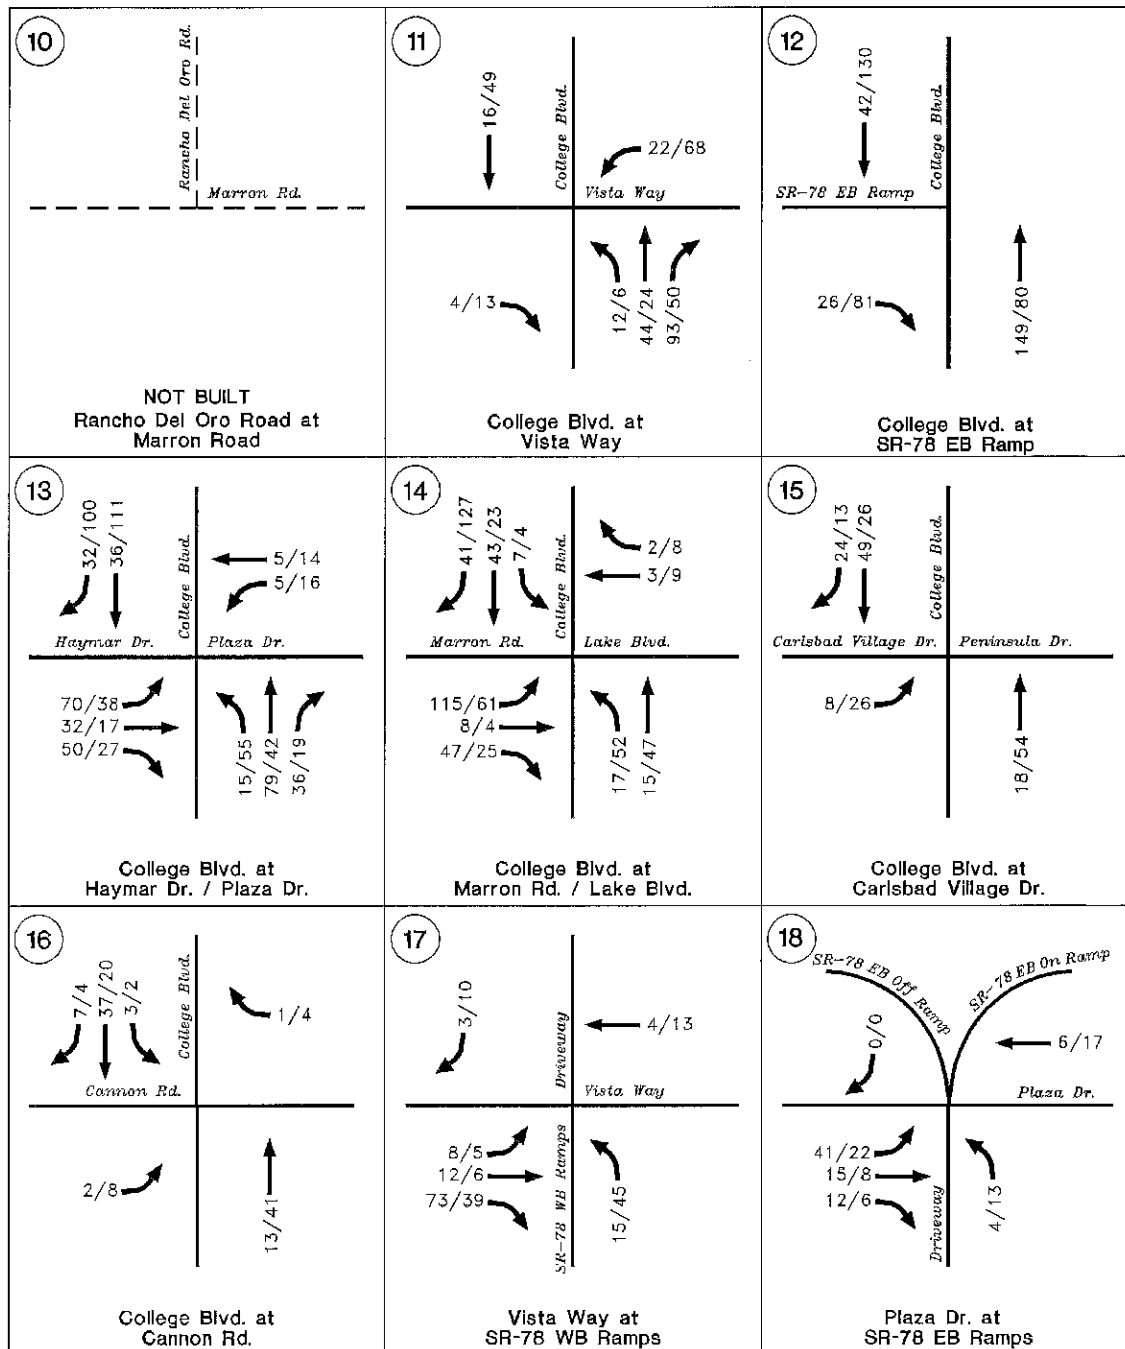 10
Rancho Del Oro Rd.
Marron Rd.
NOT BUILT
Rancho Del Oro Road at
Marron Road
11
16/49
College Blvd.
22/68
Vista Way
4/13
12/6
44/24
93/50
College Blvd. at
Vista Way
12
42/130
College Blvd.
SR-78 EB Ramp
26/81
149/80
College Blvd. at
SR-78 EB Ramp
13
32/100
36/111
College Blvd.
5/14
5/16
Haymar Dr.
Plaza Dr.
70/38
32/17
50/27
15/55
79/42
36/19
College Blvd. at
Haymar Dr. / Plaza Dr.
14
41/127
43/23
7/4
College Blvd.
2/8
3/9
Marron Rd.
Lake Blvd.
115/61
8/4
47/25
17/52
15/47
College Blvd. at
Marron Rd. / Lake Blvd.
15
24/13
49/26
College Blvd.
Carlsbad Village Dr.
Peninsula Dr.
8/26
18/54
College Blvd. at
Carlsbad Village Dr.
16
7/4
37/20
3/2
College Blvd.
1/4
Cannon Rd.
2/8
13/41
College Blvd. at
Cannon Rd.
17
3/10
Driveway
4/13
Vista Way
8/5
12/6
73/39
SR-78 WB Ramps
15/45
Vista Way at
SR-78 WB Ramps
18
SR-78 EB Off Ramp
SR-78 EB On Ramp
0/0
6/17
Plaza Dr.
41/22
15/8
12/6
Driveway
4/13
Plaza Dr. at
SR-78 EB Ramps